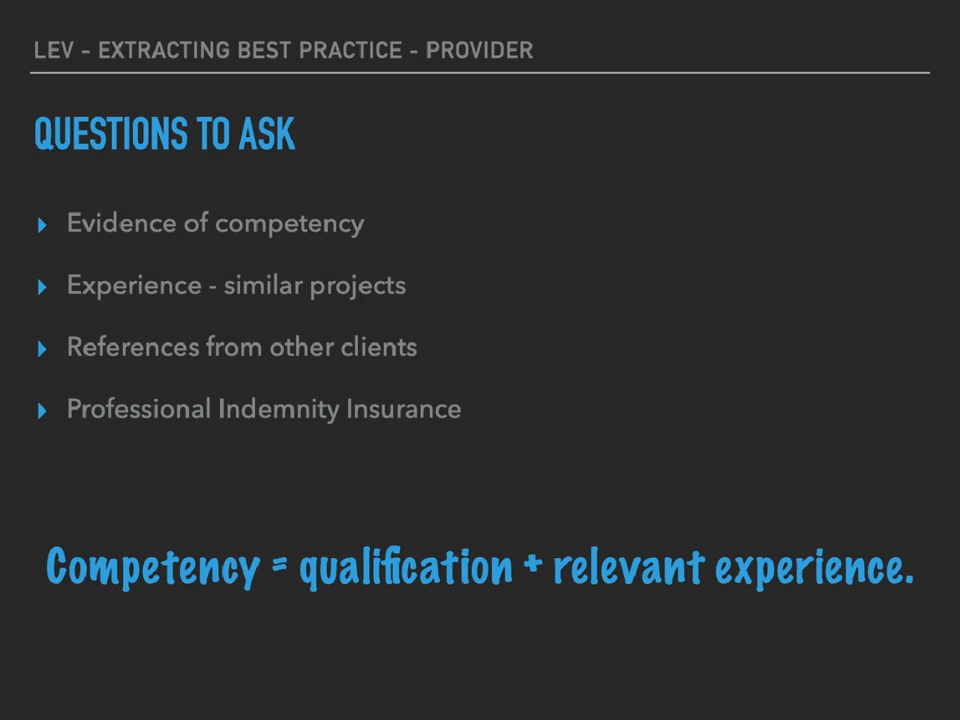 LEV - EXTRACTING BEST PRACTICE - PROVIDER
QUESTIONS TO ASK
Evidence of competency
Experience - similar projects
References from other clients
Professional Indemnity Insurance
Competency = qualification + relevant experience.